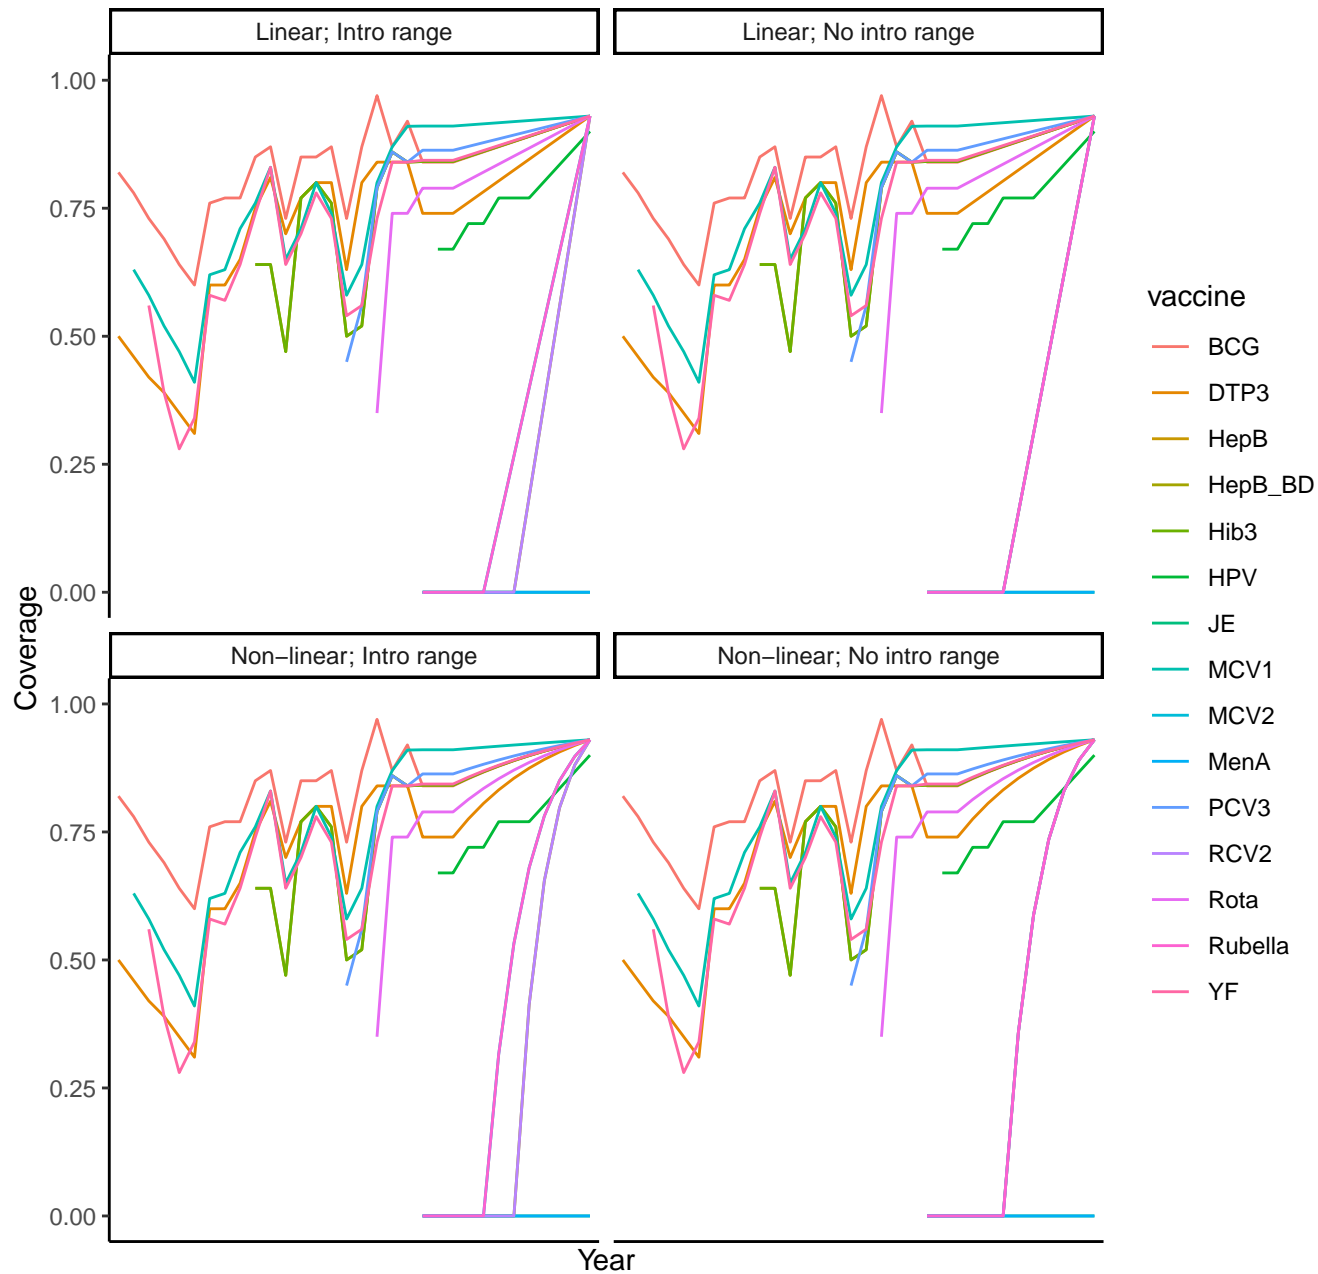 Linear; Intro range
Linear; No intro range
1.00
0.75
0.50
0.25
0.00
Non−linear; Intro range
Non−linear; No intro range
1.00
0.75
0.50
0.25
0.00
Coverage
Year
vaccine
BCG
DTP3
HepB
HepB_BD
Hib3
HPV
JE
MCV1
MCV2
MenA
PCV3
RCV2
Rota
Rubella
YF